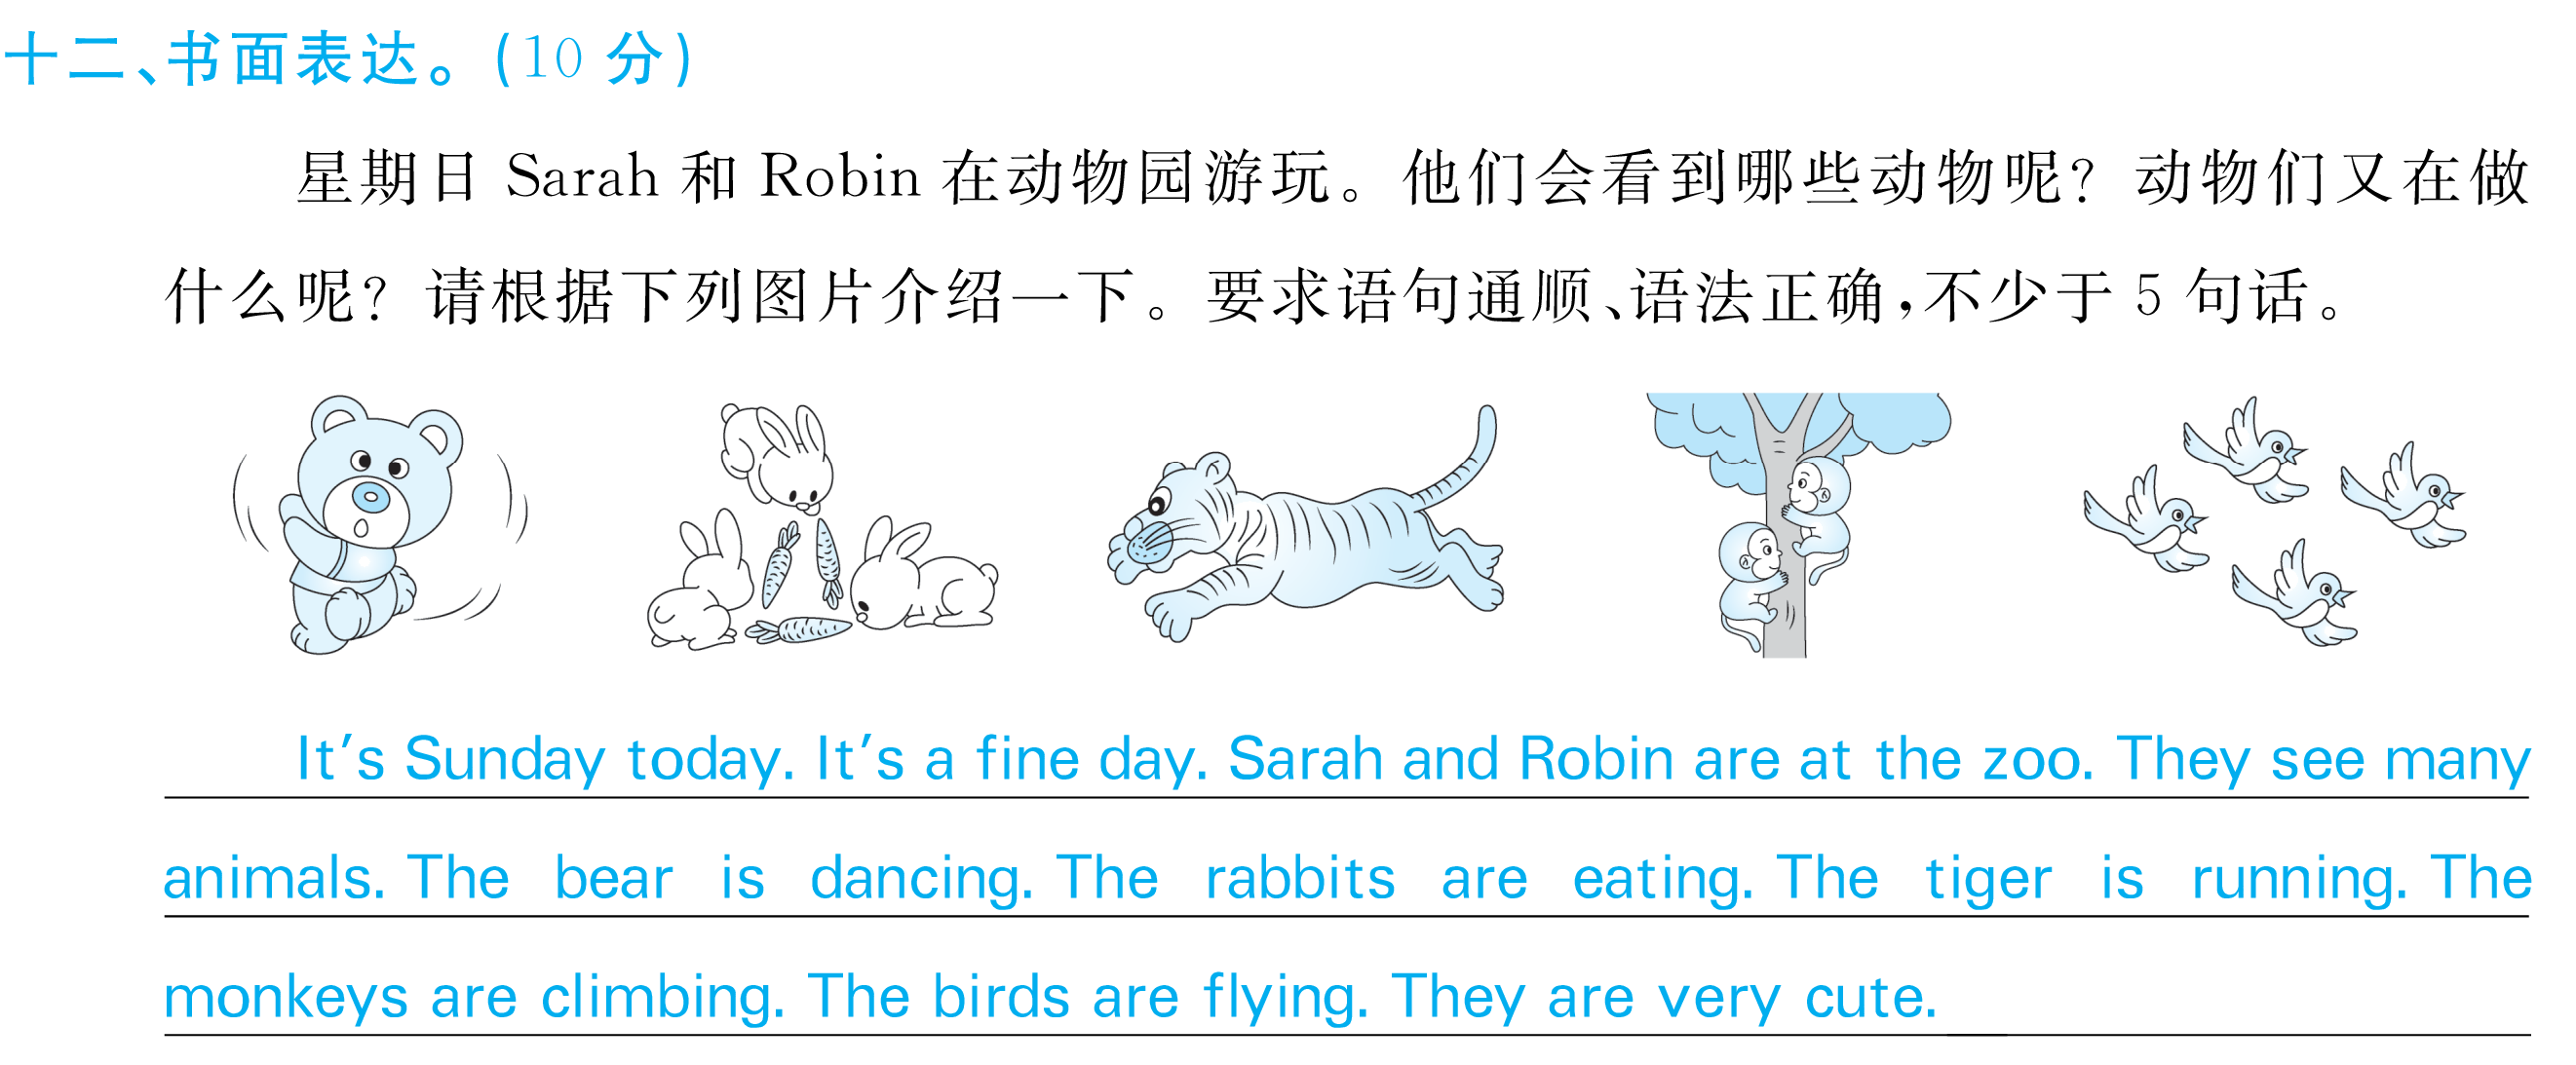 十二、书面表达。(10 分)
星期日 Sarah 和 Robin 在动物园游玩。他们会看到哪些动物呢？动物们又在做
什么呢？请根据下列图片介绍一下。要求语句通顺、语法正确，不少于 5 句话。
It's Sunday today. It's a fine day. Sarah and Robin are at the zoo. They see many
animals. The bear is dancing. The rabbits are eating. The tiger is running. The
monkeys are climbing. The birds are flying. They are very cute.